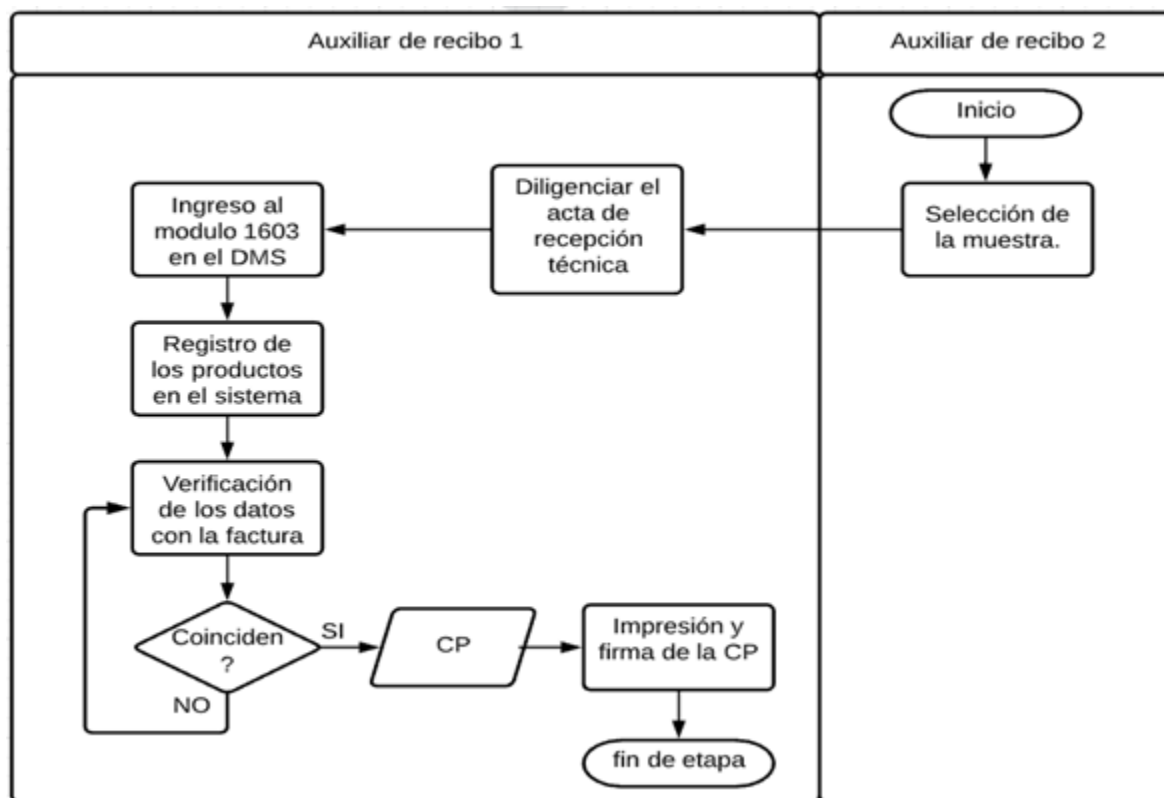 Auxiliar de recibo 1
Auxiliar de recibo 2
Inicio
Selección de
la muestra.
Diligenciar el
acta de
recepción
técnica
Ingreso al
modulo 1603
en el DMS
Registro de
los productos
en el sistema
Verificación
de los datos
con la factura
Coinciden
?
SI
NO
CP
Impresión y
firma de la CP
fin de etapa